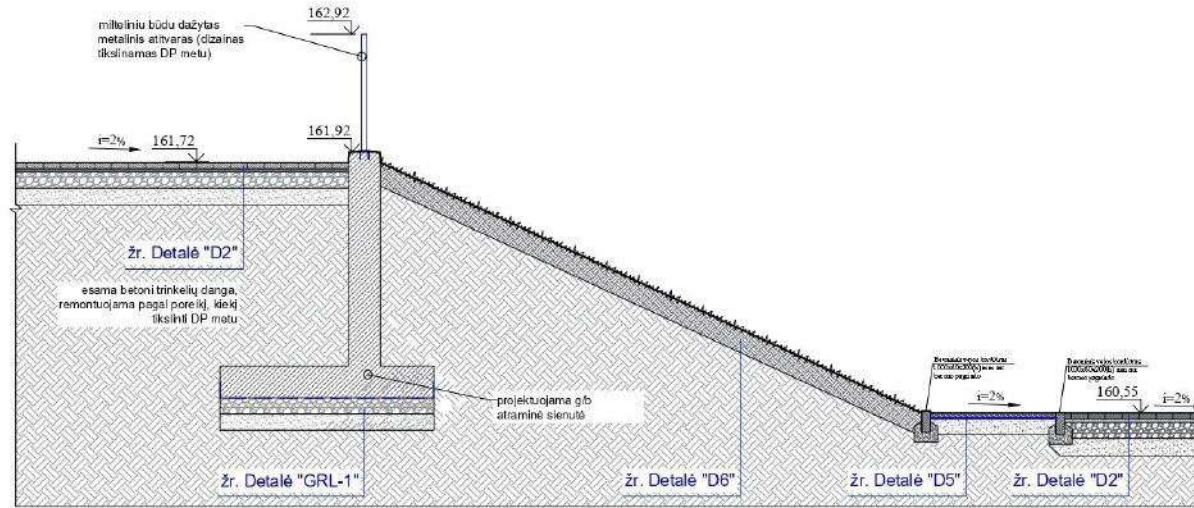 162,92
milteliniu būdu dažytas
metalinis atitvaras (dizainas
tikslinamas DP metu)
i=2%
161,72
161,92
žr. Detalė "D2"
esama betoni trinkelių danga,
remontuojama pagal poreikį, kiekį
tikslinti DP metu
projektuojama g/b
atraminė sienutė
i=2%
160,55
i=2%
žr. Detalė "GRL-1"
žr. Detalė "D6"
žr. Detalė "D5"
žr. Detalė "D2"